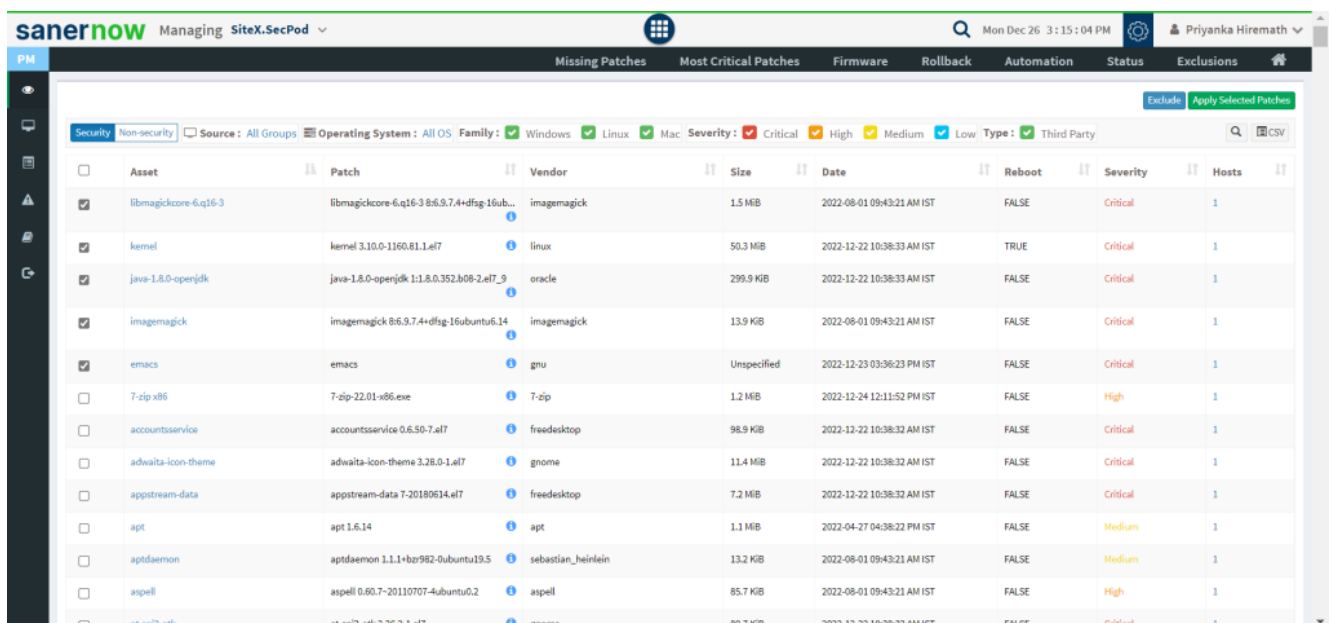 sanernow Managing SiteX.SecPod Mon Dec 26 3:15:04 PM Priyanka Hiremath
PM Missing Patches Most Critical Patches Firmware Rollback Automation Status Exclusions
Exclude Apply Selected Patches
Security Non-security Source : All Groups Operating System : All OS Family : Windows Linux Mac Severity : Critical High Medium Low Type : Third Party CSV
Asset Patch Vendor Size Date Reboot Severity Hosts
libmagickcore-6.q16-3 libmagickcore-6.q16-3 8:6.9.7.4+dfsg-16ub... imagemagick 1.5 MiB 2022-08-01 09:43:21 AM IST FALSE Critical 1
kernel kernel 3.10.0-1160.81.1.el7 linux 50.3 MiB 2022-12-22 10:38:33 AM IST TRUE Critical 1
java-1.8.0-openjdk java-1.8.0-openjdk 1:1.8.0.352.b08-2.el7_9 oracle 299.9 KiB 2022-12-22 10:38:33 AM IST FALSE Critical 1
imagemagick imagemagick 8:6.9.7.4+dfsg-16ubuntu6.14 imagemagick 13.9 KiB 2022-08-01 09:43:21 AM IST FALSE Critical 1
emacs emacs gnu Unspecified 2022-12-23 03:36:23 PM IST FALSE Critical 1
7-zip x86 7-zip-22.01-x86.exe 7-zip 1.2 MiB 2022-12-24 12:11:52 PM IST FALSE High 1
accountsservice accountsservice 0.6.50-7.el7 freedesktop 98.9 KiB 2022-12-22 10:38:32 AM IST FALSE Critical 1
adwaita-icon-theme adwaita-icon-theme 3.28.0-1.el7 gnome 11.4 MiB 2022-12-22 10:38:32 AM IST FALSE Critical 1
appstream-data appstream-data 7-20180614.el7 freedesktop 7.2 MiB 2022-12-22 10:38:32 AM IST FALSE Critical 1
apt apt 1.6.14 apt 1.1 MiB 2022-04-27 04:38:22 PM IST FALSE Medium 1
aptdaemon aptdaemon 1.1.1+bzr982-0ubuntu19.5 sebastian_heinlein 13.2 KiB 2022-08-01 09:43:21 AM IST FALSE Medium 1
aspell aspell 0.60.7~20110707-4ubuntu0.2 aspell 85.7 KiB 2022-08-01 09:43:21 AM IST FALSE High 1